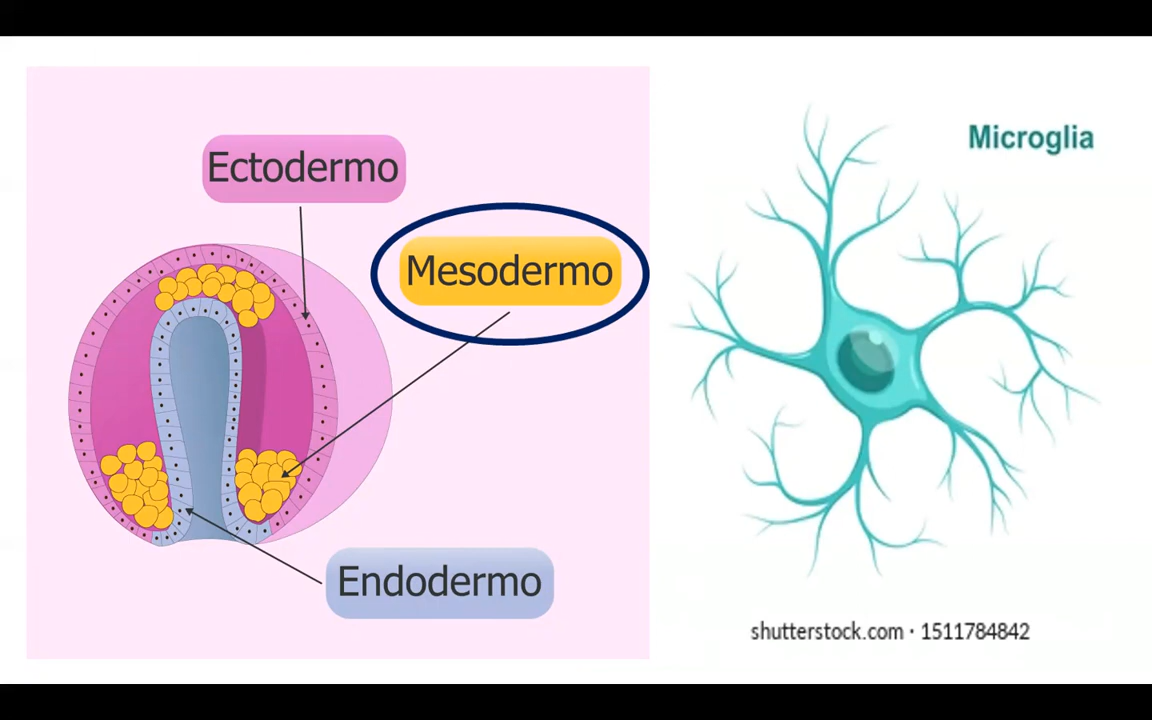 Ectodermo
Mesodermo
Endodermo
Microglia
shutterstock.com · 1511784842